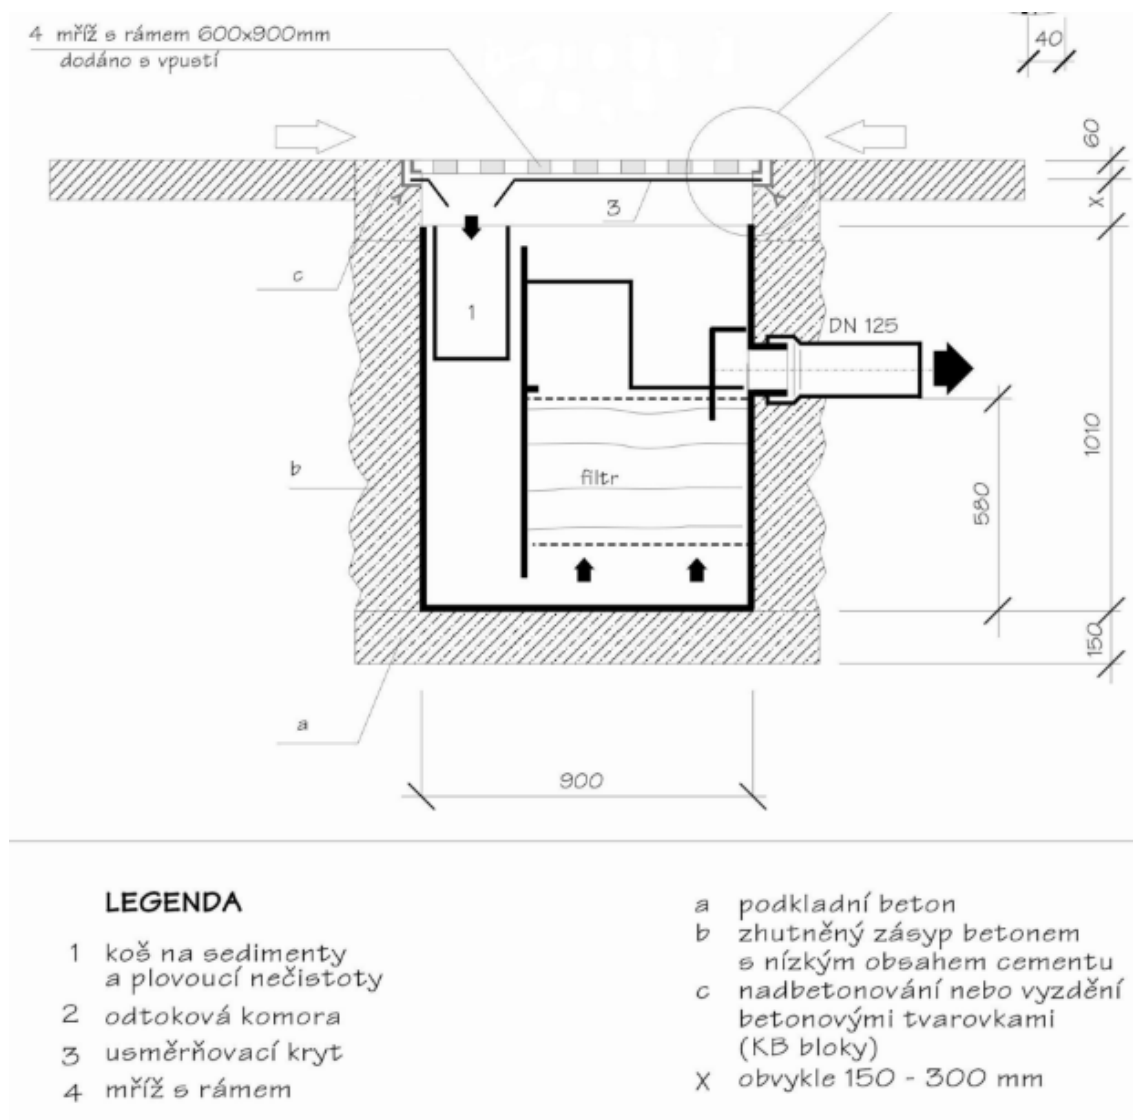 4 mříž s rámem 600x900mm
dodáno s vpustí
40
60
3
X
c
1
DN 125
1010
b
filtr
580
150
a
900
LEGENDA
1 koš na sedimenty
a plovoucí nečistoty
2 odtoková komora
3 usměrňovací kryt
4 mříž s rámem
a podkladní beton
b zhutněný zásyp betonem
s nízkým obsahem cementu
c nadbetonování nebo vyzdění
betonovými tvarovkami
(KB bloky)
X obvykle 150 - 300 mm